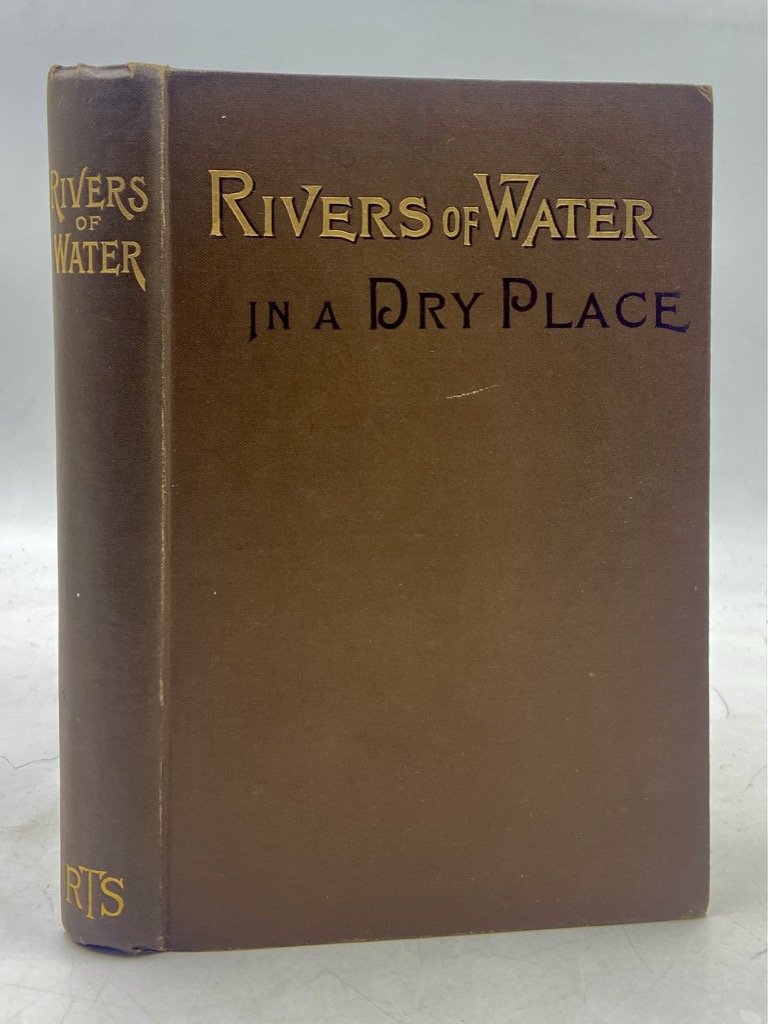 RIVERS
OF
WATER
RTS
RIVERS OF WATER
IN A DRY PLACE